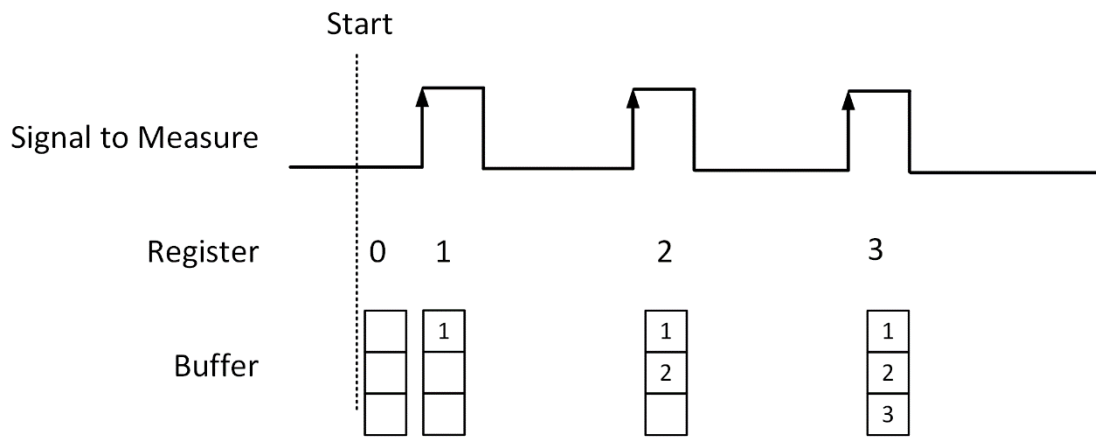 Start
Signal to Measure
Register 0 1 2 3
1 1 1
Buffer 2 2
3